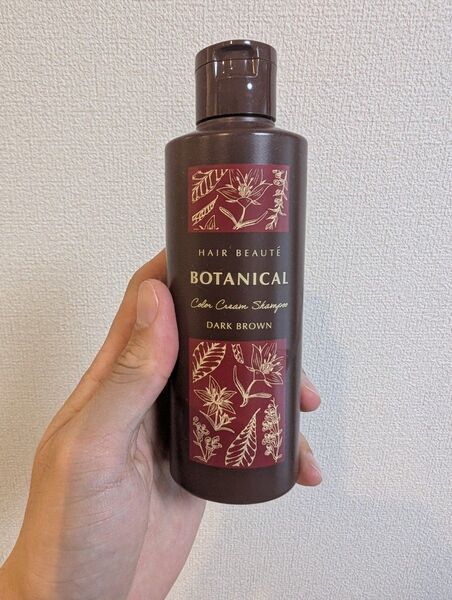 HAIR BEAUTÉ
BOTANICAL
Color Cream Shampoo
DARK BROWN